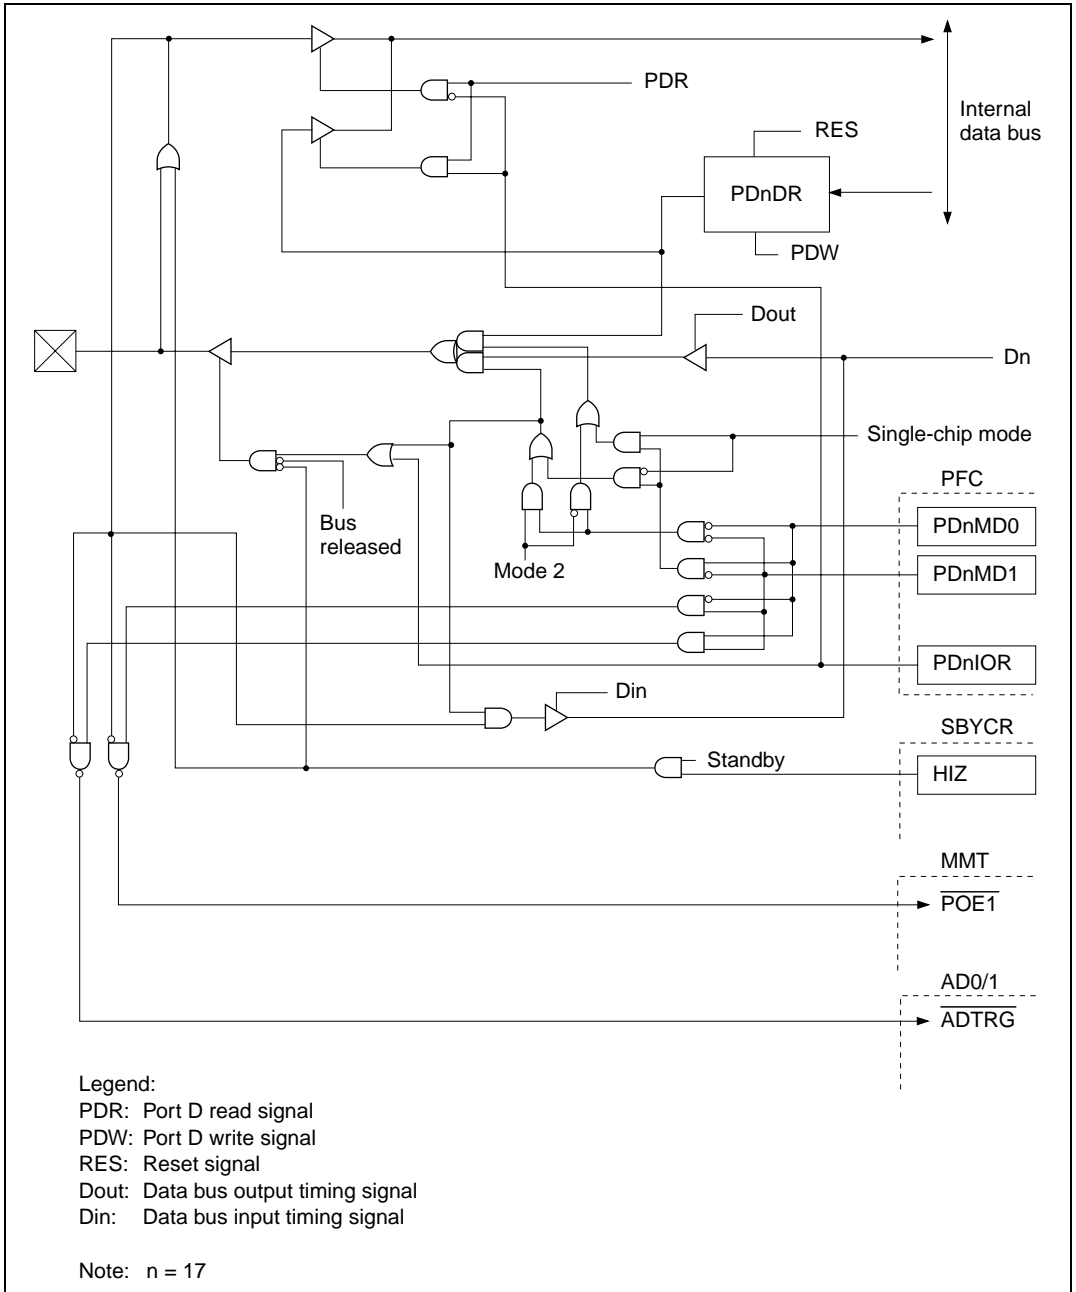 PDR
Internal
data bus
RES
PDnDR
PDW
Dout
Dn
Single-chip mode
PFC
PDnMD0
Bus
released
Mode 2
PDnMD1
PDnIOR
Din
SBYCR
Standby
HIZ
MMT
POE1
AD0/1
ADTRG
Legend:
PDR: Port D read signal
PDW: Port D write signal
RES: Reset signal
Dout: Data bus output timing signal
Din: Data bus input timing signal
Note: n = 17